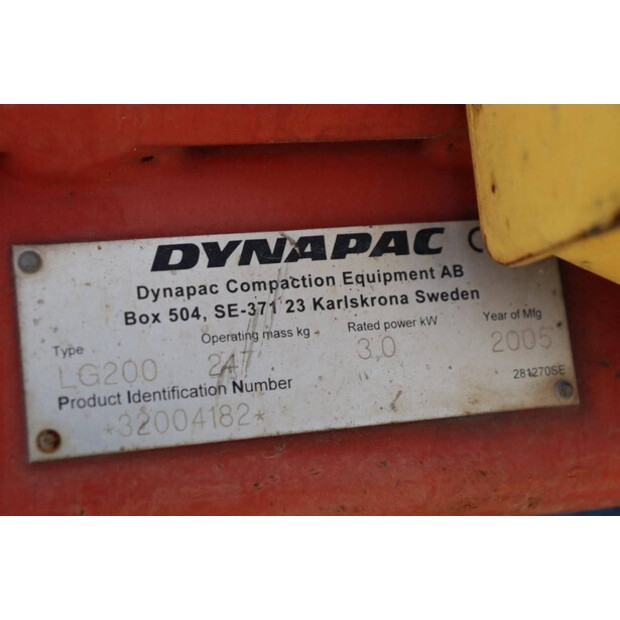 DYNAPAC
Dynapac Compaction Equipment AB
Box 504, SE-371 23 Karlskrona Sweden
Type Operating mass kg Rated power kW Year of Mfg
LG200 247 3,0 2005
Product Identification Number 281270SE
*32004182*